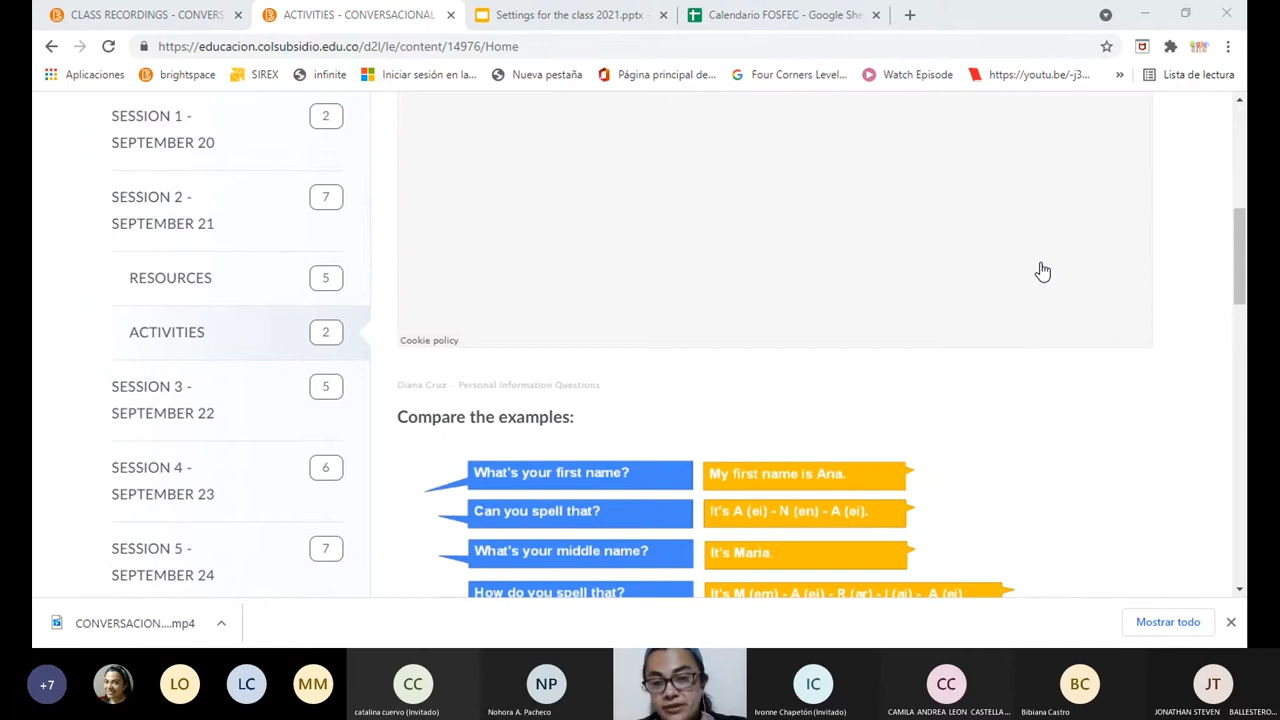 CLASS RECORDINGS - CONVERS
ACTIVITIES - CONVERSACIONAL
Settings for the class 2021.pptx
Calendario FOSFEC - Google She
https://educacion.colsubsidio.edu.co/d2l/le/content/14976/Home
Aplicaciones
brightspace
SIREX
infinite
Iniciar sesión en la...
Nueva pestaña
Página principal de...
Four Corners Level...
Watch Episode
https://youtu.be/-j3...
»
Lista de lectura
SESSION 1 -
SEPTEMBER 20
2
SESSION 2 -
SEPTEMBER 21
7
RESOURCES
5
ACTIVITIES
2
SESSION 3 -
SEPTEMBER 22
5
SESSION 4 -
SEPTEMBER 23
6
SESSION 5 -
SEPTEMBER 24
7
Cookie policy
Diana Cruz - Personal Information Questions
Compare the examples:
What's your first name?
My first name is Ana.
Can you spell that?
It's A (ei) - N (en) - A (ei).
What's your middle name?
It's Maria.
How do you spell that?
It's M (em) - A (ei) - R (ar) - I (ai) - A (ei)
CONVERSACION....mp4
Mostrar todo
+7
LO
LC
MM
CC
catalina cuervo (Invitado)
NP
Nohora A. Pacheco
IC
Ivonne Chapetón (Invitado)
CC
CAMILA ANDREA LEON CASTELLA...
BC
Bibiana Castro
JT
JONATHAN STEVEN BALLESTERO...